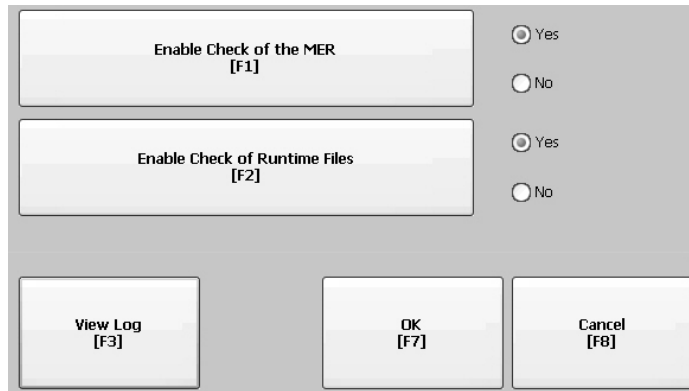 Enable Check of the MER
[F1]
Yes
No
Enable Check of Runtime Files
[F2]
Yes
No
View Log
[F3]
OK
[F7]
Cancel
[F8]